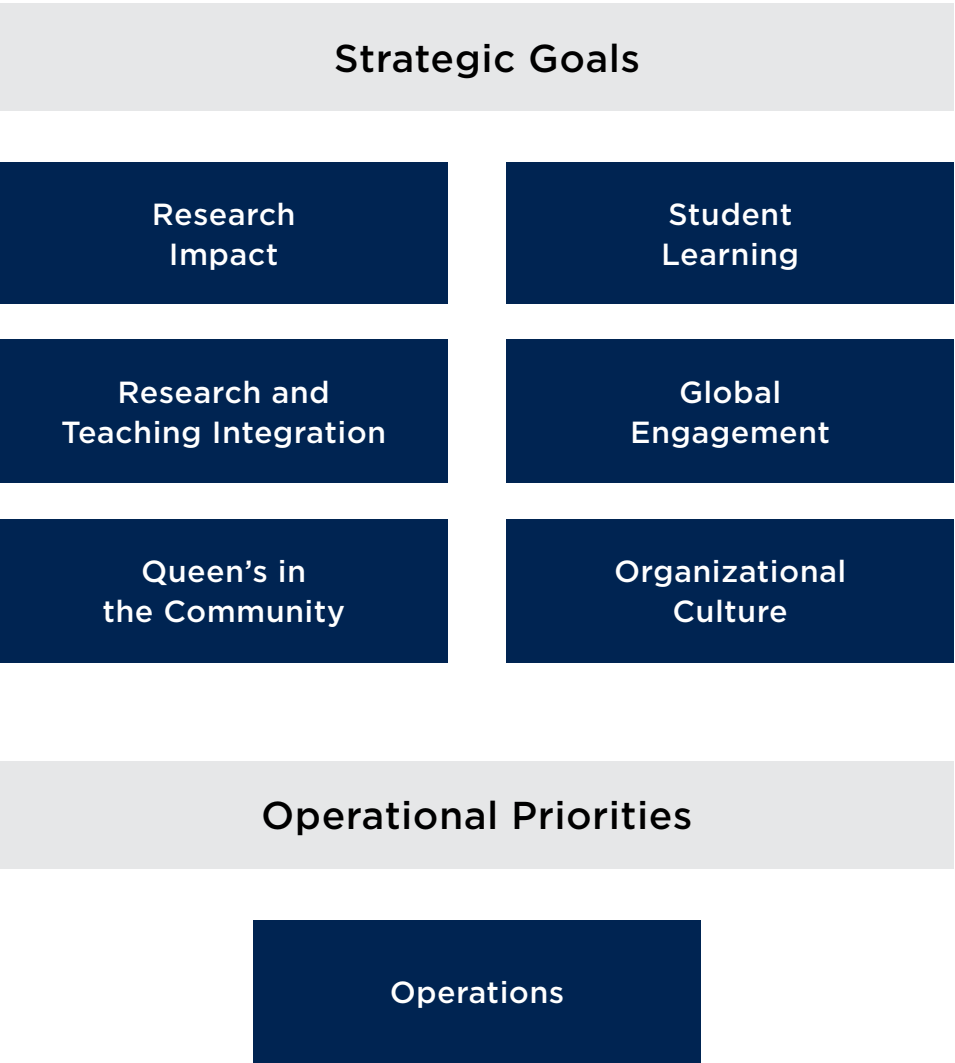 Strategic Goals
Research
Impact
Student
Learning
Research and
Teaching Integration
Global
Engagement
Queen’s in
the Community
Organizational
Culture
Operational Priorities
Operations